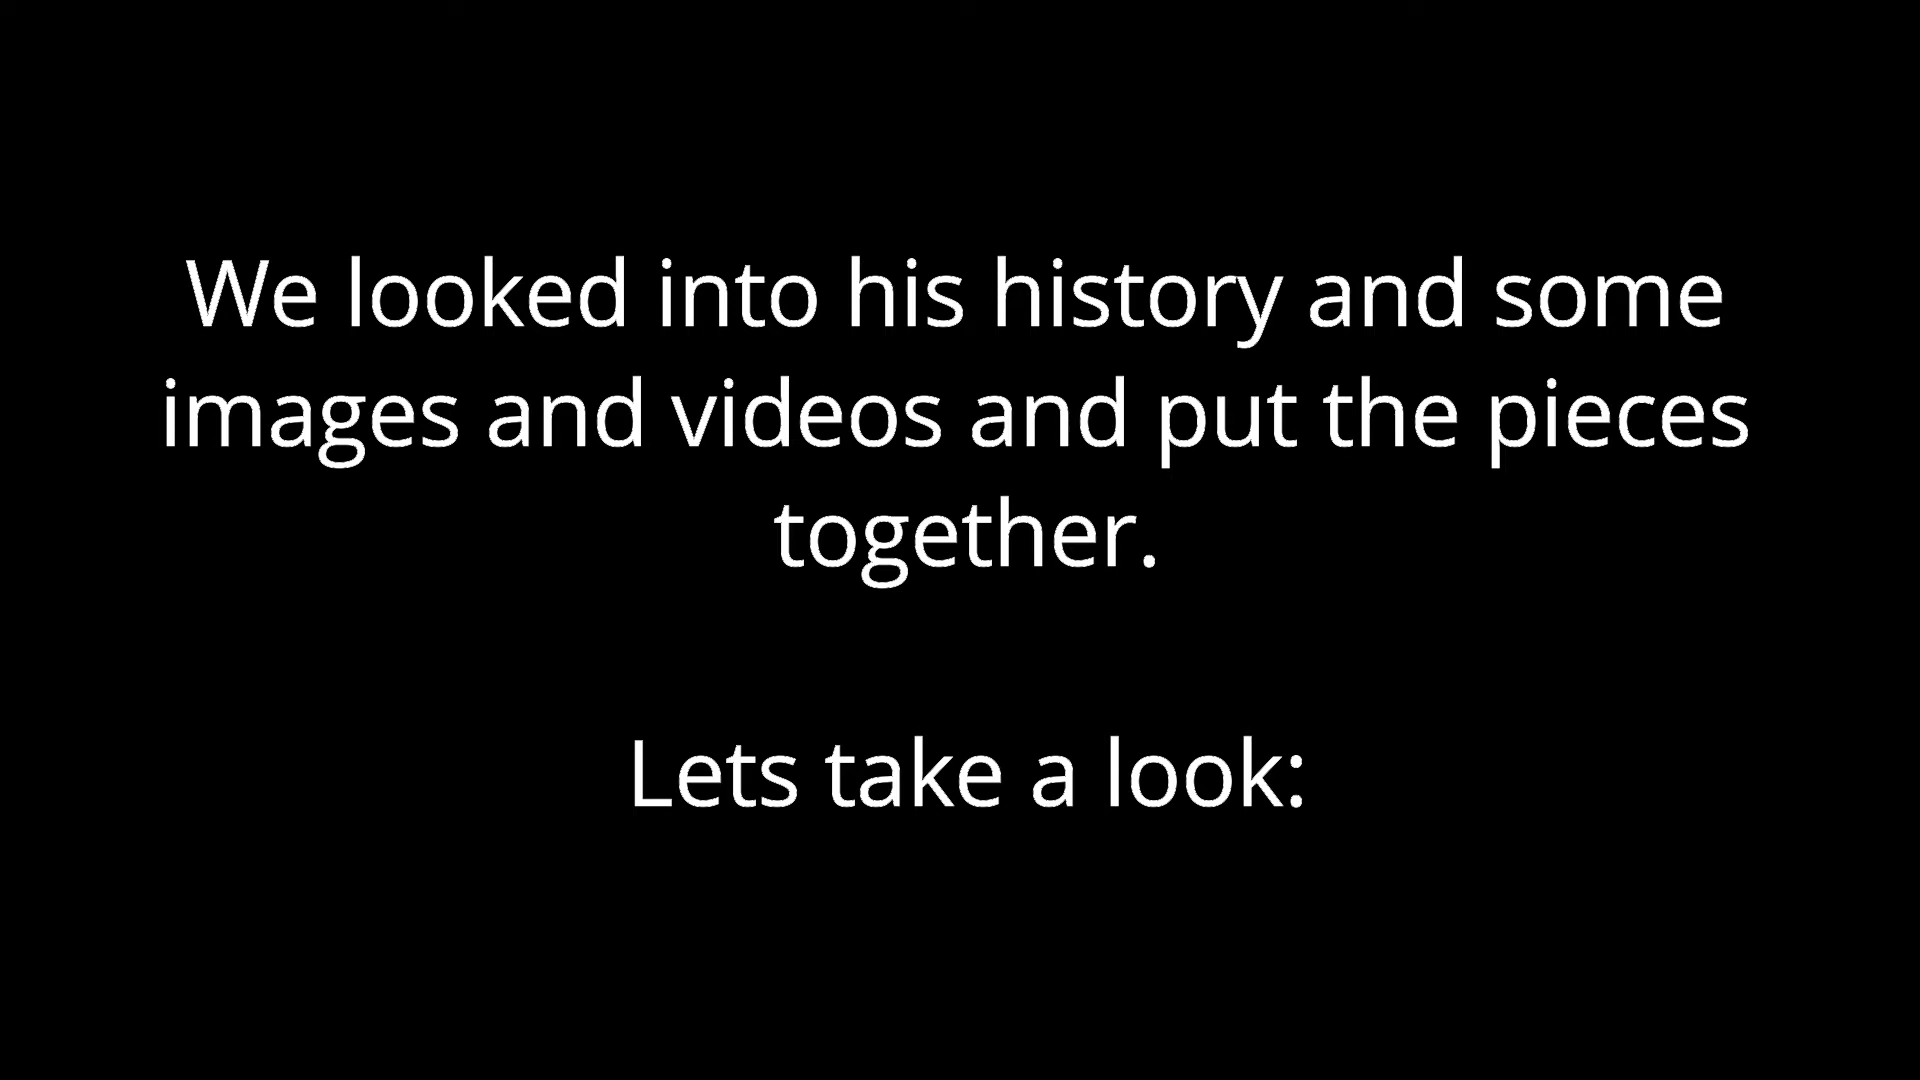 We looked into his history and some
images and videos and put the pieces
together.
Lets take a look: